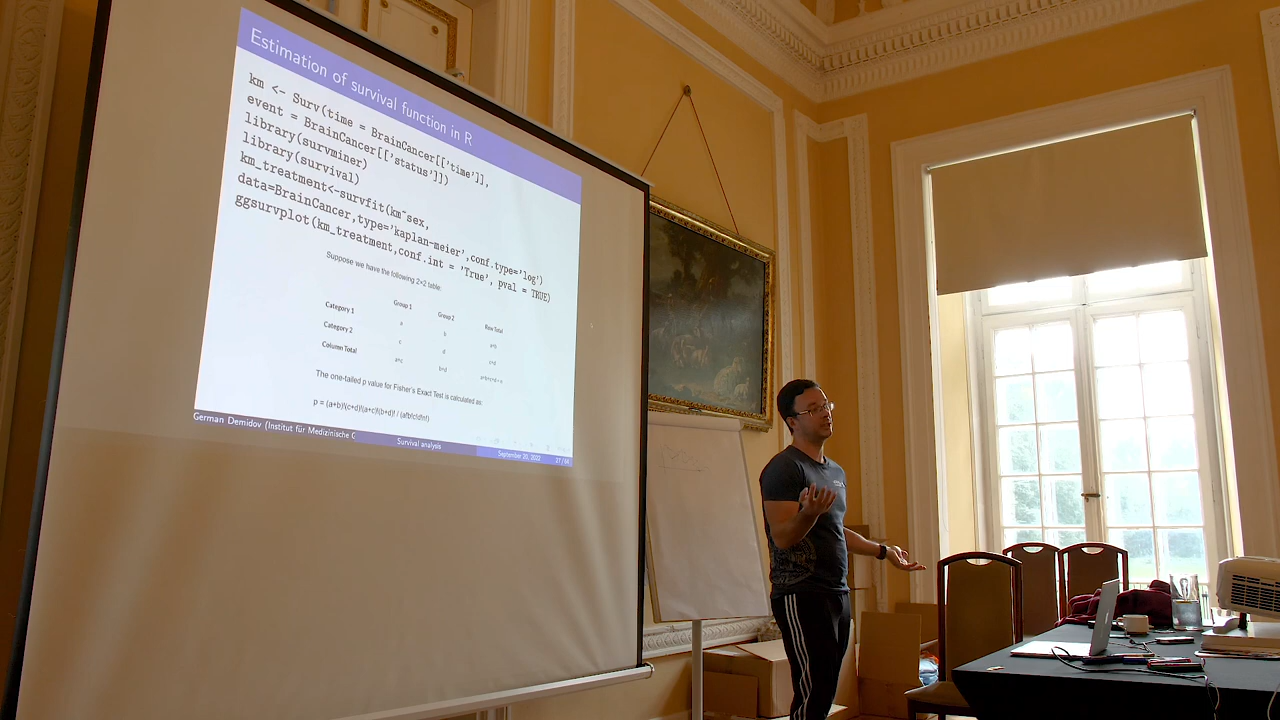 Estimation of survival function in R
km <- Surv(time = BrainCancer[['time']],
event = BrainCancer[['status']])
library(survminer)
library(survival)
km_treatment<-survfit(km~sex,
data=BrainCancer,type='kaplan-meier',conf.type='log')
ggsurvplot(km_treatment,conf.int = 'True', pval = TRUE)
Suppose we have the following 2×2 table:
Group 1 Group 2 Row Total
Category 1 a b a+b
Category 2 c d c+d
Column Total a+c b+d a+b+c+d = n
The one-tailed p value for Fisher's Exact Test is calculated as:
p = (a+b)!(c+d)!(a+c)!(b+d)! / (a!b!c!d!n!)
German Demidov (Institut für Medizinische G
Survival analysis
September 20, 2022
27 / 44